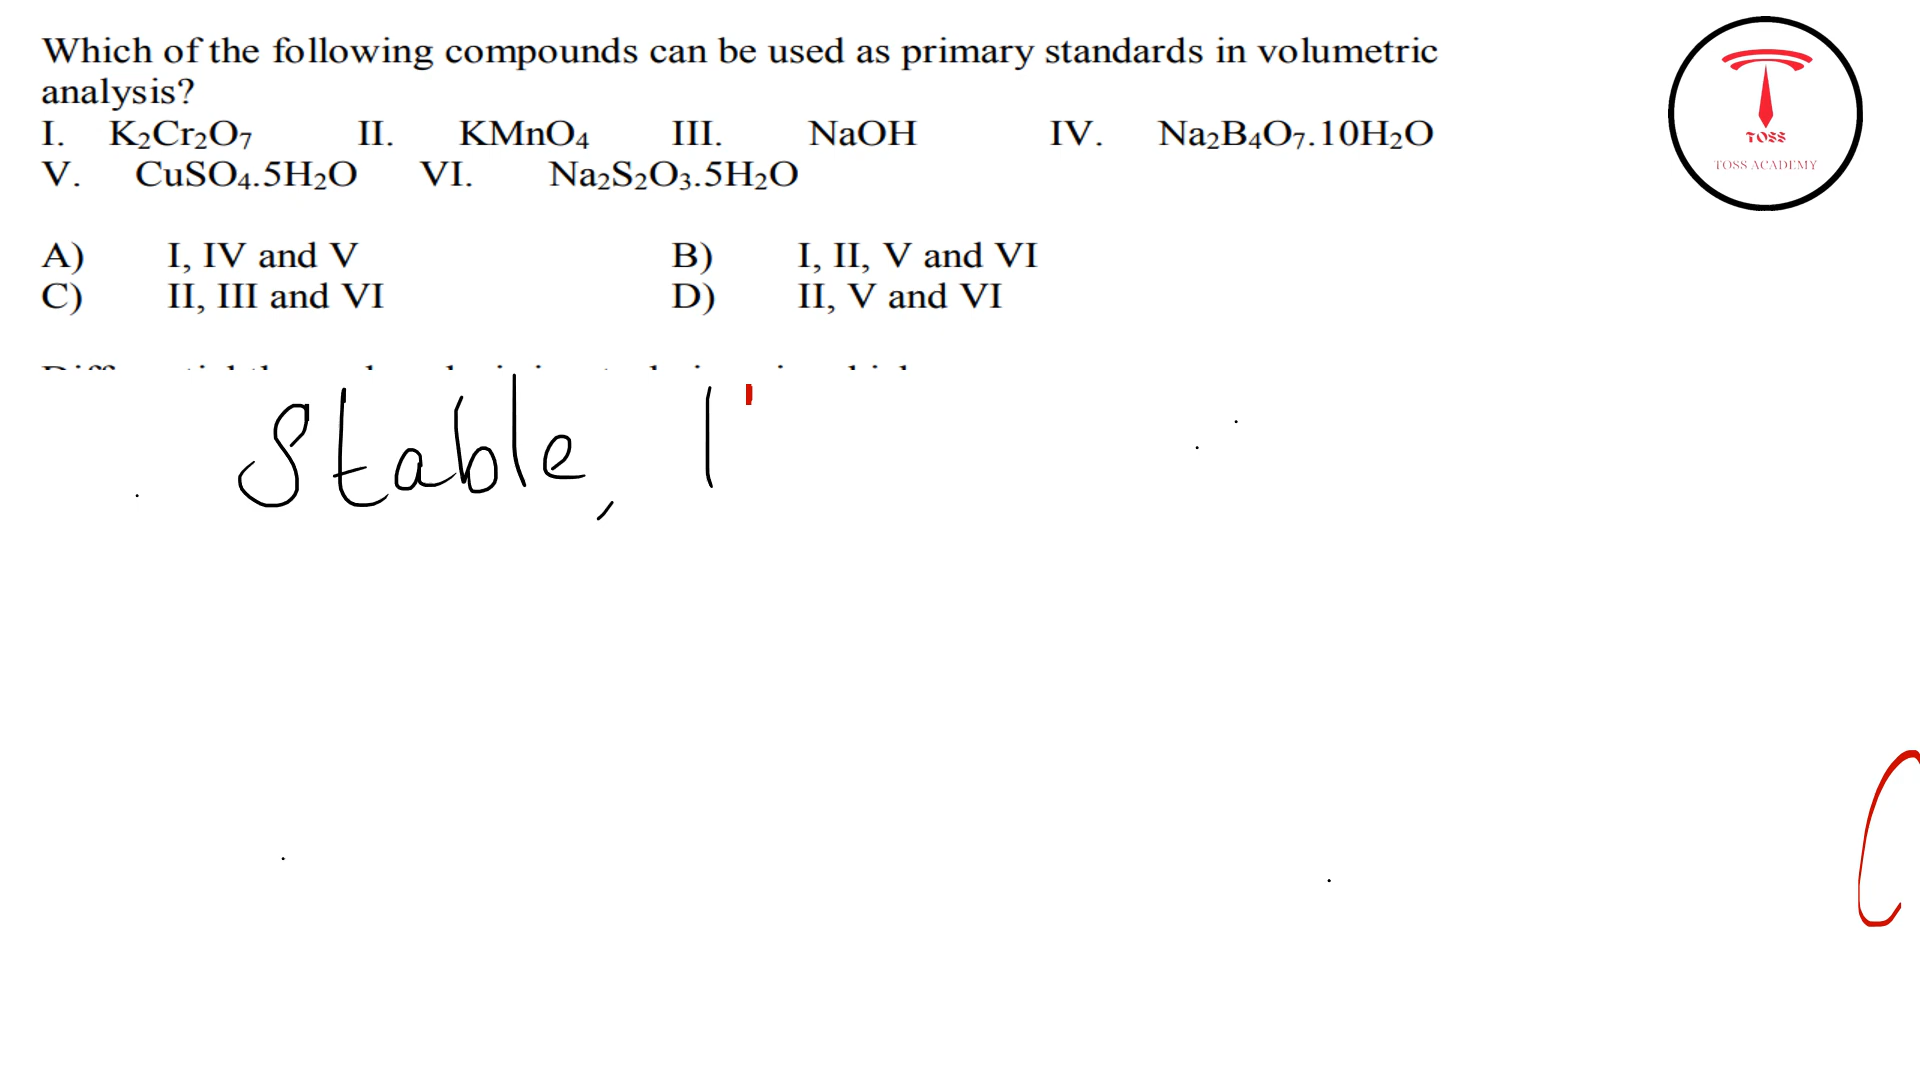 Which of the following compounds can be used as primary standards in volumetric
analysis?
I. K₂Cr₂O₇ II. KMnO₄ III. NaOH IV. Na₂B₄O₇.10H₂O
V. CuSO₄.5H₂O VI. Na₂S₂O₃.5H₂O
A) I, IV and V B) I, II, V and VI
C) II, III and VI D) II, V and VI
Stable,
TOSS
TOSS ACADEMY